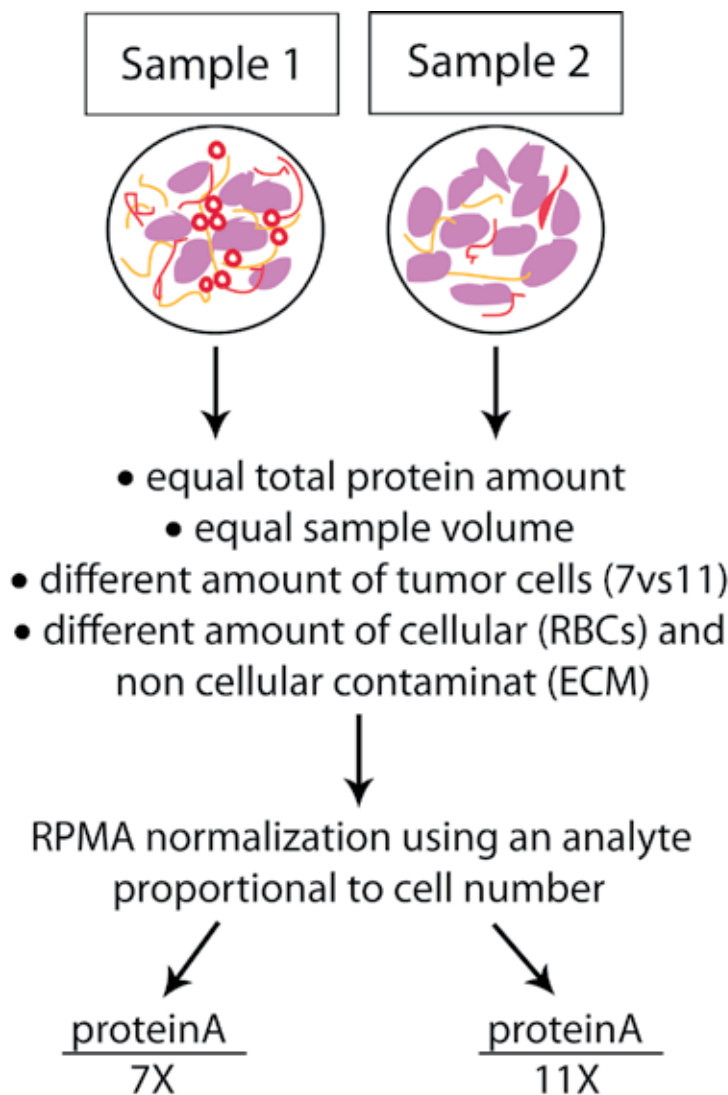 Sample 1
Sample 2
• equal total protein amount
• equal sample volume
• different amount of tumor cells (7vs11)
• different amount of cellular (RBCs) and
non cellular contaminat (ECM)
RPMA normalization using an analyte
proportional to cell number
proteinA
7X
proteinA
11X